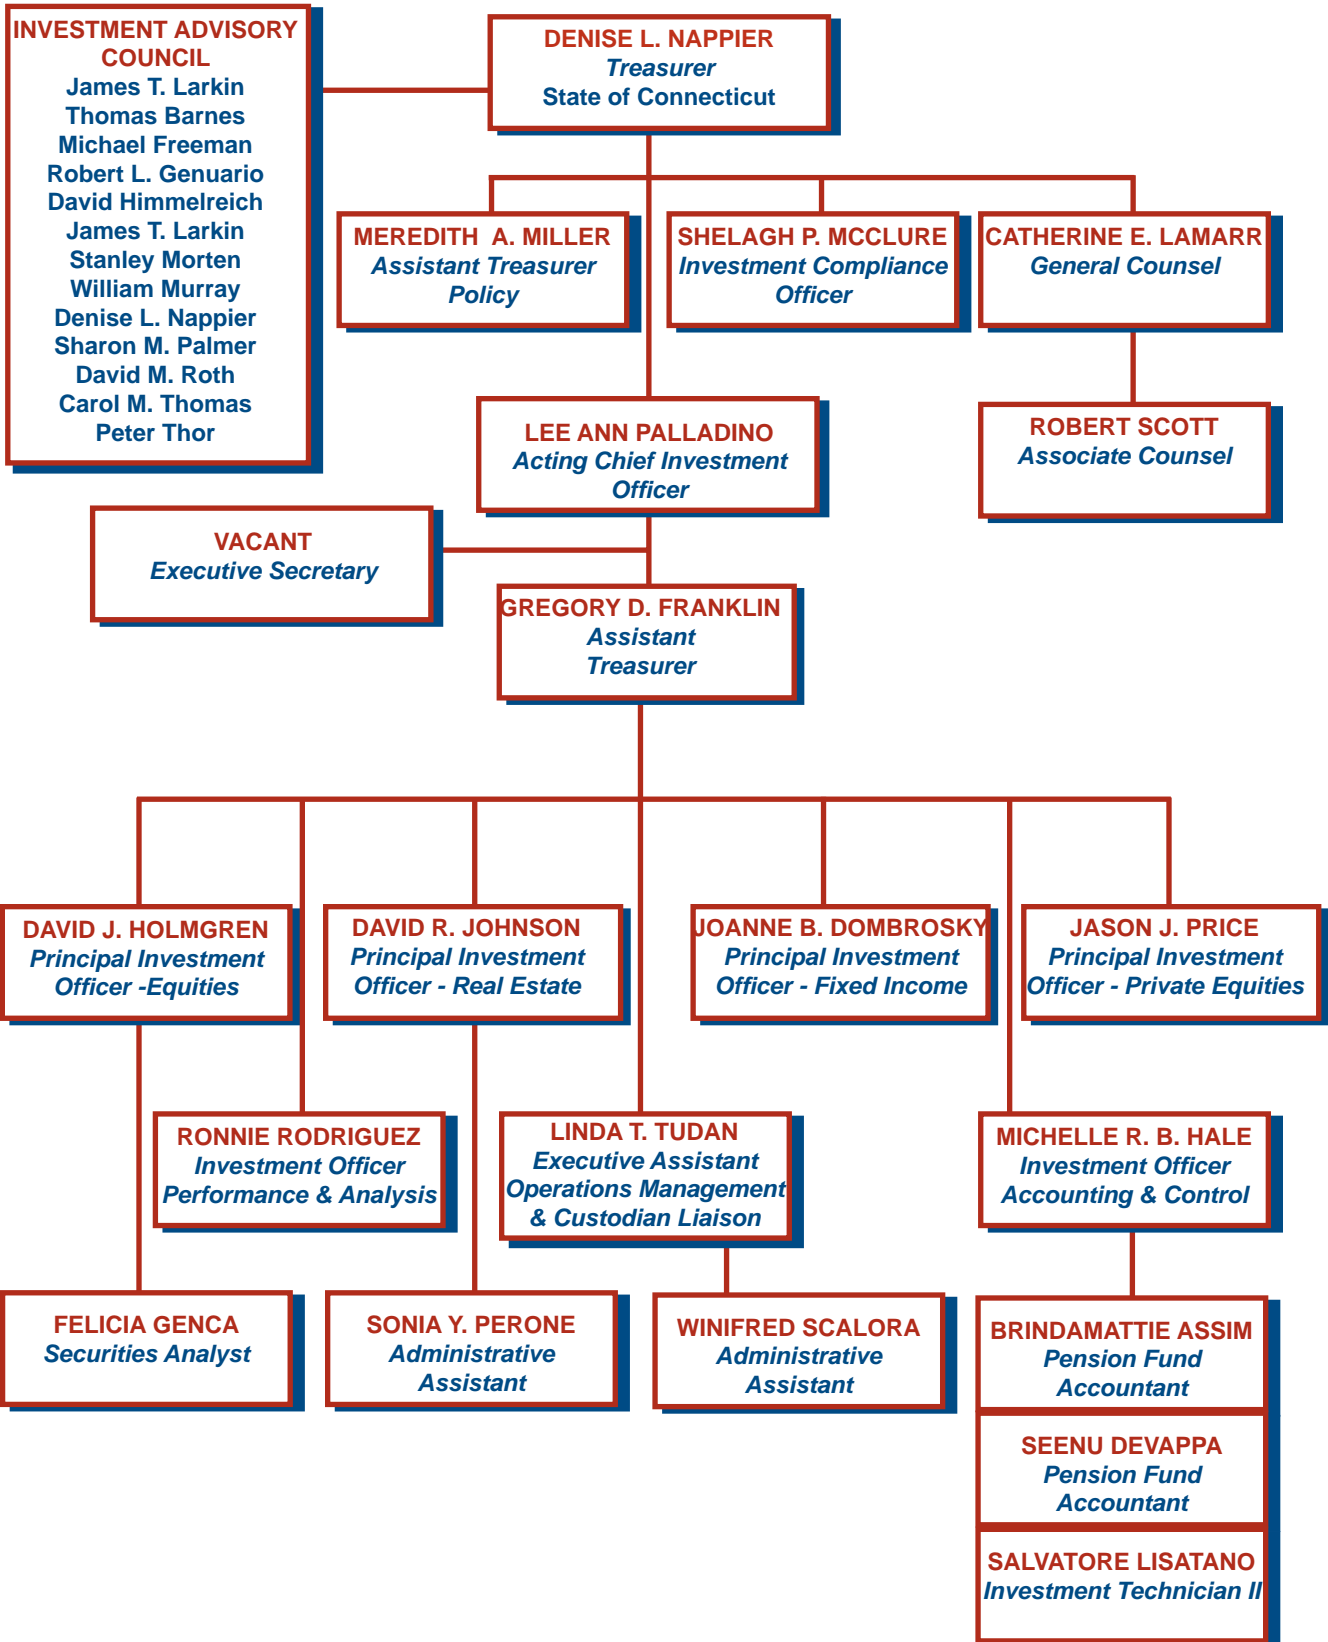 INVESTMENT ADVISORY
COUNCIL
James T. Larkin
Thomas Barnes
Michael Freeman
Robert L. Genuario
David Himmelreich
James T. Larkin
Stanley Morten
William Murray
Denise L. Nappier
Sharon M. Palmer
David M. Roth
Carol M. Thomas
Peter Thor
DENISE L. NAPPIER
Treasurer
State of Connecticut
MEREDITH A. MILLER
Assistant Treasurer
Policy
SHELAGH P. MCCLURE
Investment Compliance
Officer
CATHERINE E. LAMARR
General Counsel
LEE ANN PALLADINO
Acting Chief Investment
Officer
ROBERT SCOTT
Associate Counsel
VACANT
Executive Secretary
GREGORY D. FRANKLIN
Assistant
Treasurer
DAVID J. HOLMGREN
Principal Investment
Officer -Equities
DAVID R. JOHNSON
Principal Investment
Officer - Real Estate
JOANNE B. DOMBROSKY
Principal Investment
Officer - Fixed Income
JASON J. PRICE
Principal Investment
Officer - Private Equities
RONNIE RODRIGUEZ
Investment Officer
Performance & Analysis
LINDA T. TUDAN
Executive Assistant
Operations Management
& Custodian Liaison
MICHELLE R. B. HALE
Investment Officer
Accounting & Control
FELICIA GENCA
Securities Analyst
SONIA Y. PERONE
Administrative
Assistant
WINIFRED SCALORA
Administrative
Assistant
BRINDAMATTIE ASSIM
Pension Fund
Accountant
SEENU DEVAPPA
Pension Fund
Accountant
SALVATORE LISATANO
Investment Technician II